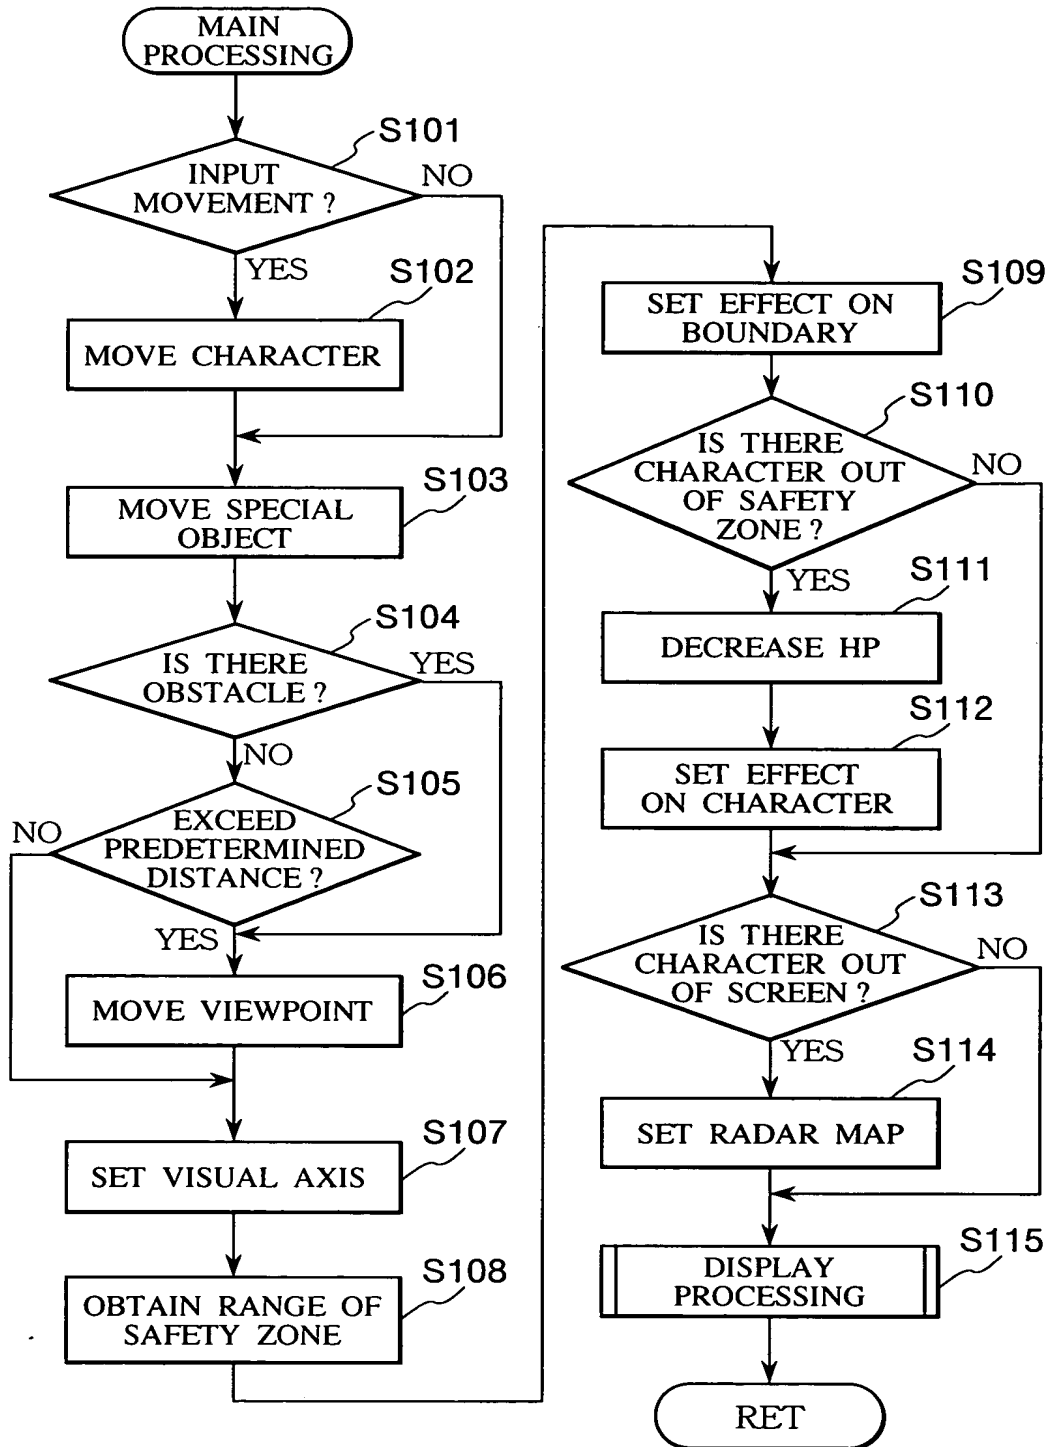 MAIN
PROCESSING
S101
INPUT
MOVEMENT ?
NO
YES
S102
MOVE CHARACTER
S103
MOVE SPECIAL
OBJECT
S104
IS THERE
OBSTACLE ?
YES
NO
S105
EXCEED
PREDETERMINED
DISTANCE ?
NO
YES
S106
MOVE VIEWPOINT
S107
SET VISUAL AXIS
S108
OBTAIN RANGE OF
SAFETY ZONE
S109
SET EFFECT ON
BOUNDARY
S110
IS THERE
CHARACTER OUT
OF SAFETY
ZONE ?
NO
YES
S111
DECREASE HP
S112
SET EFFECT
ON CHARACTER
S113
IS THERE
CHARACTER OUT
OF SCREEN ?
NO
YES
S114
SET RADAR MAP
S115
DISPLAY
PROCESSING
RET